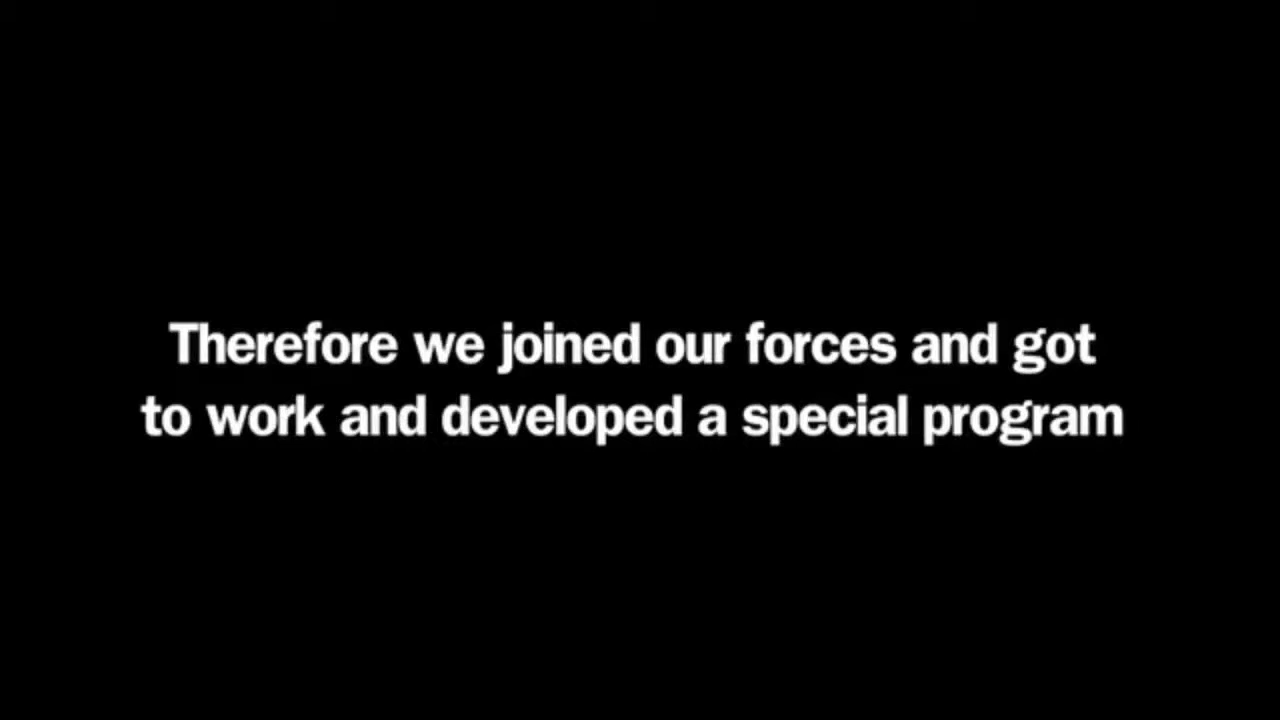 Therefore we joined our forces and got
to work and developed a special program